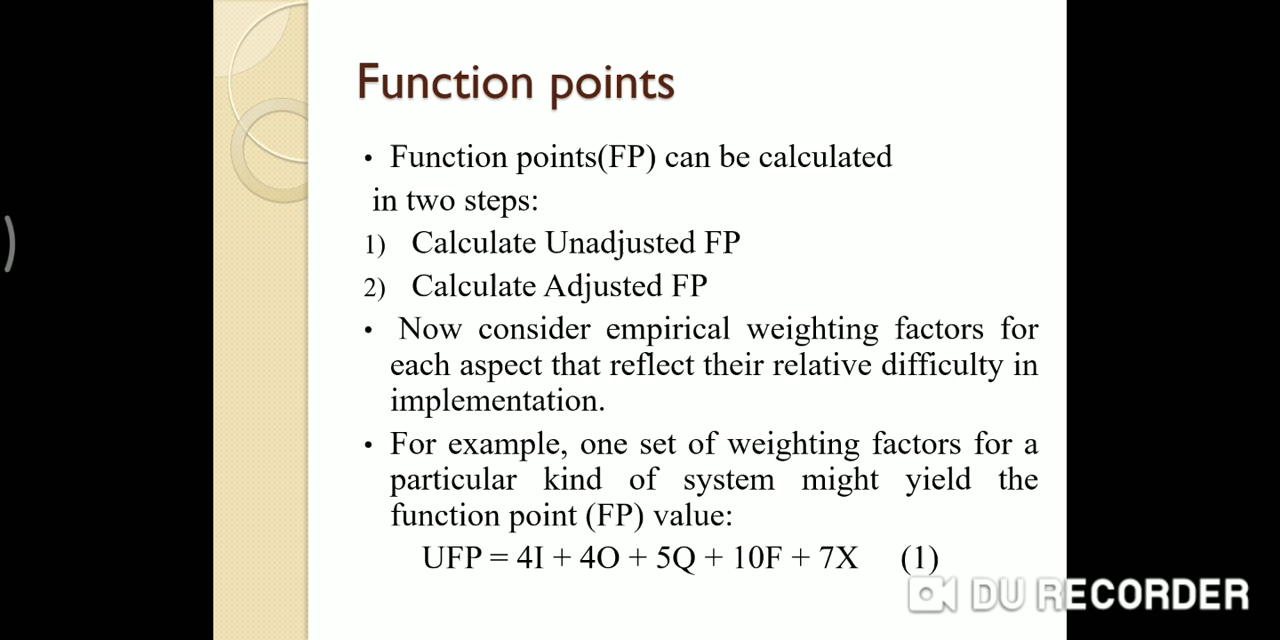 Function points
• Function points(FP) can be calculated
in two steps:
1) Calculate Unadjusted FP
2) Calculate Adjusted FP
• Now consider empirical weighting factors for
each aspect that reflect their relative difficulty in
implementation.
• For example, one set of weighting factors for a
particular kind of system might yield the
function point (FP) value:
UFP = 4I + 4O + 5Q + 10F + 7X (1)
DU RECORDER